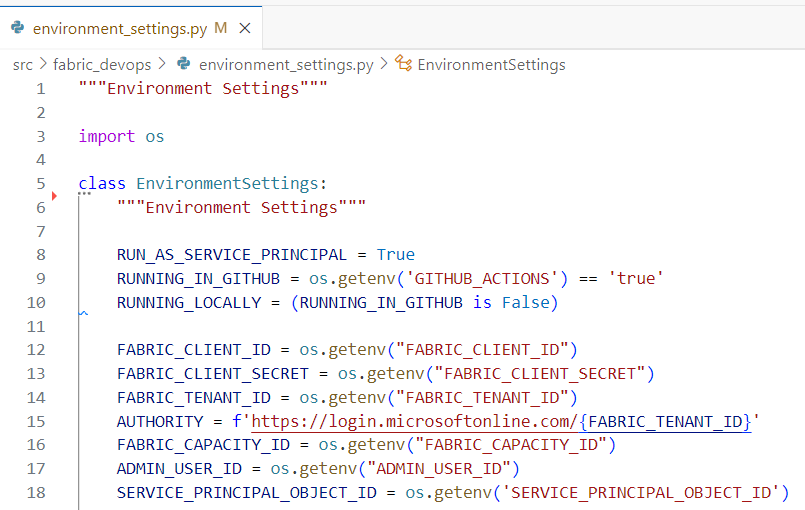 environment_settings.py M
src > fabric_devops > environment_settings.py > EnvironmentSettings
1 """Environment Settings"""
2
3 import os
4
5 class EnvironmentSettings:
6     """Environment Settings"""
7
8     RUN_AS_SERVICE_PRINCIPAL = True
9     RUNNING_IN_GITHUB = os.getenv('GITHUB_ACTIONS') == 'true'
10     RUNNING_LOCALLY = (RUNNING_IN_GITHUB is False)
11
12     FABRIC_CLIENT_ID = os.getenv("FABRIC_CLIENT_ID")
13     FABRIC_CLIENT_SECRET = os.getenv("FABRIC_CLIENT_SECRET")
14     FABRIC_TENANT_ID = os.getenv("FABRIC_TENANT_ID")
15     AUTHORITY = f'https://login.microsoftonline.com/{FABRIC_TENANT_ID}'
16     FABRIC_CAPACITY_ID = os.getenv("FABRIC_CAPACITY_ID")
17     ADMIN_USER_ID = os.getenv("ADMIN_USER_ID")
18     SERVICE_PRINCIPAL_OBJECT_ID = os.getenv('SERVICE_PRINCIPAL_OBJECT_ID')